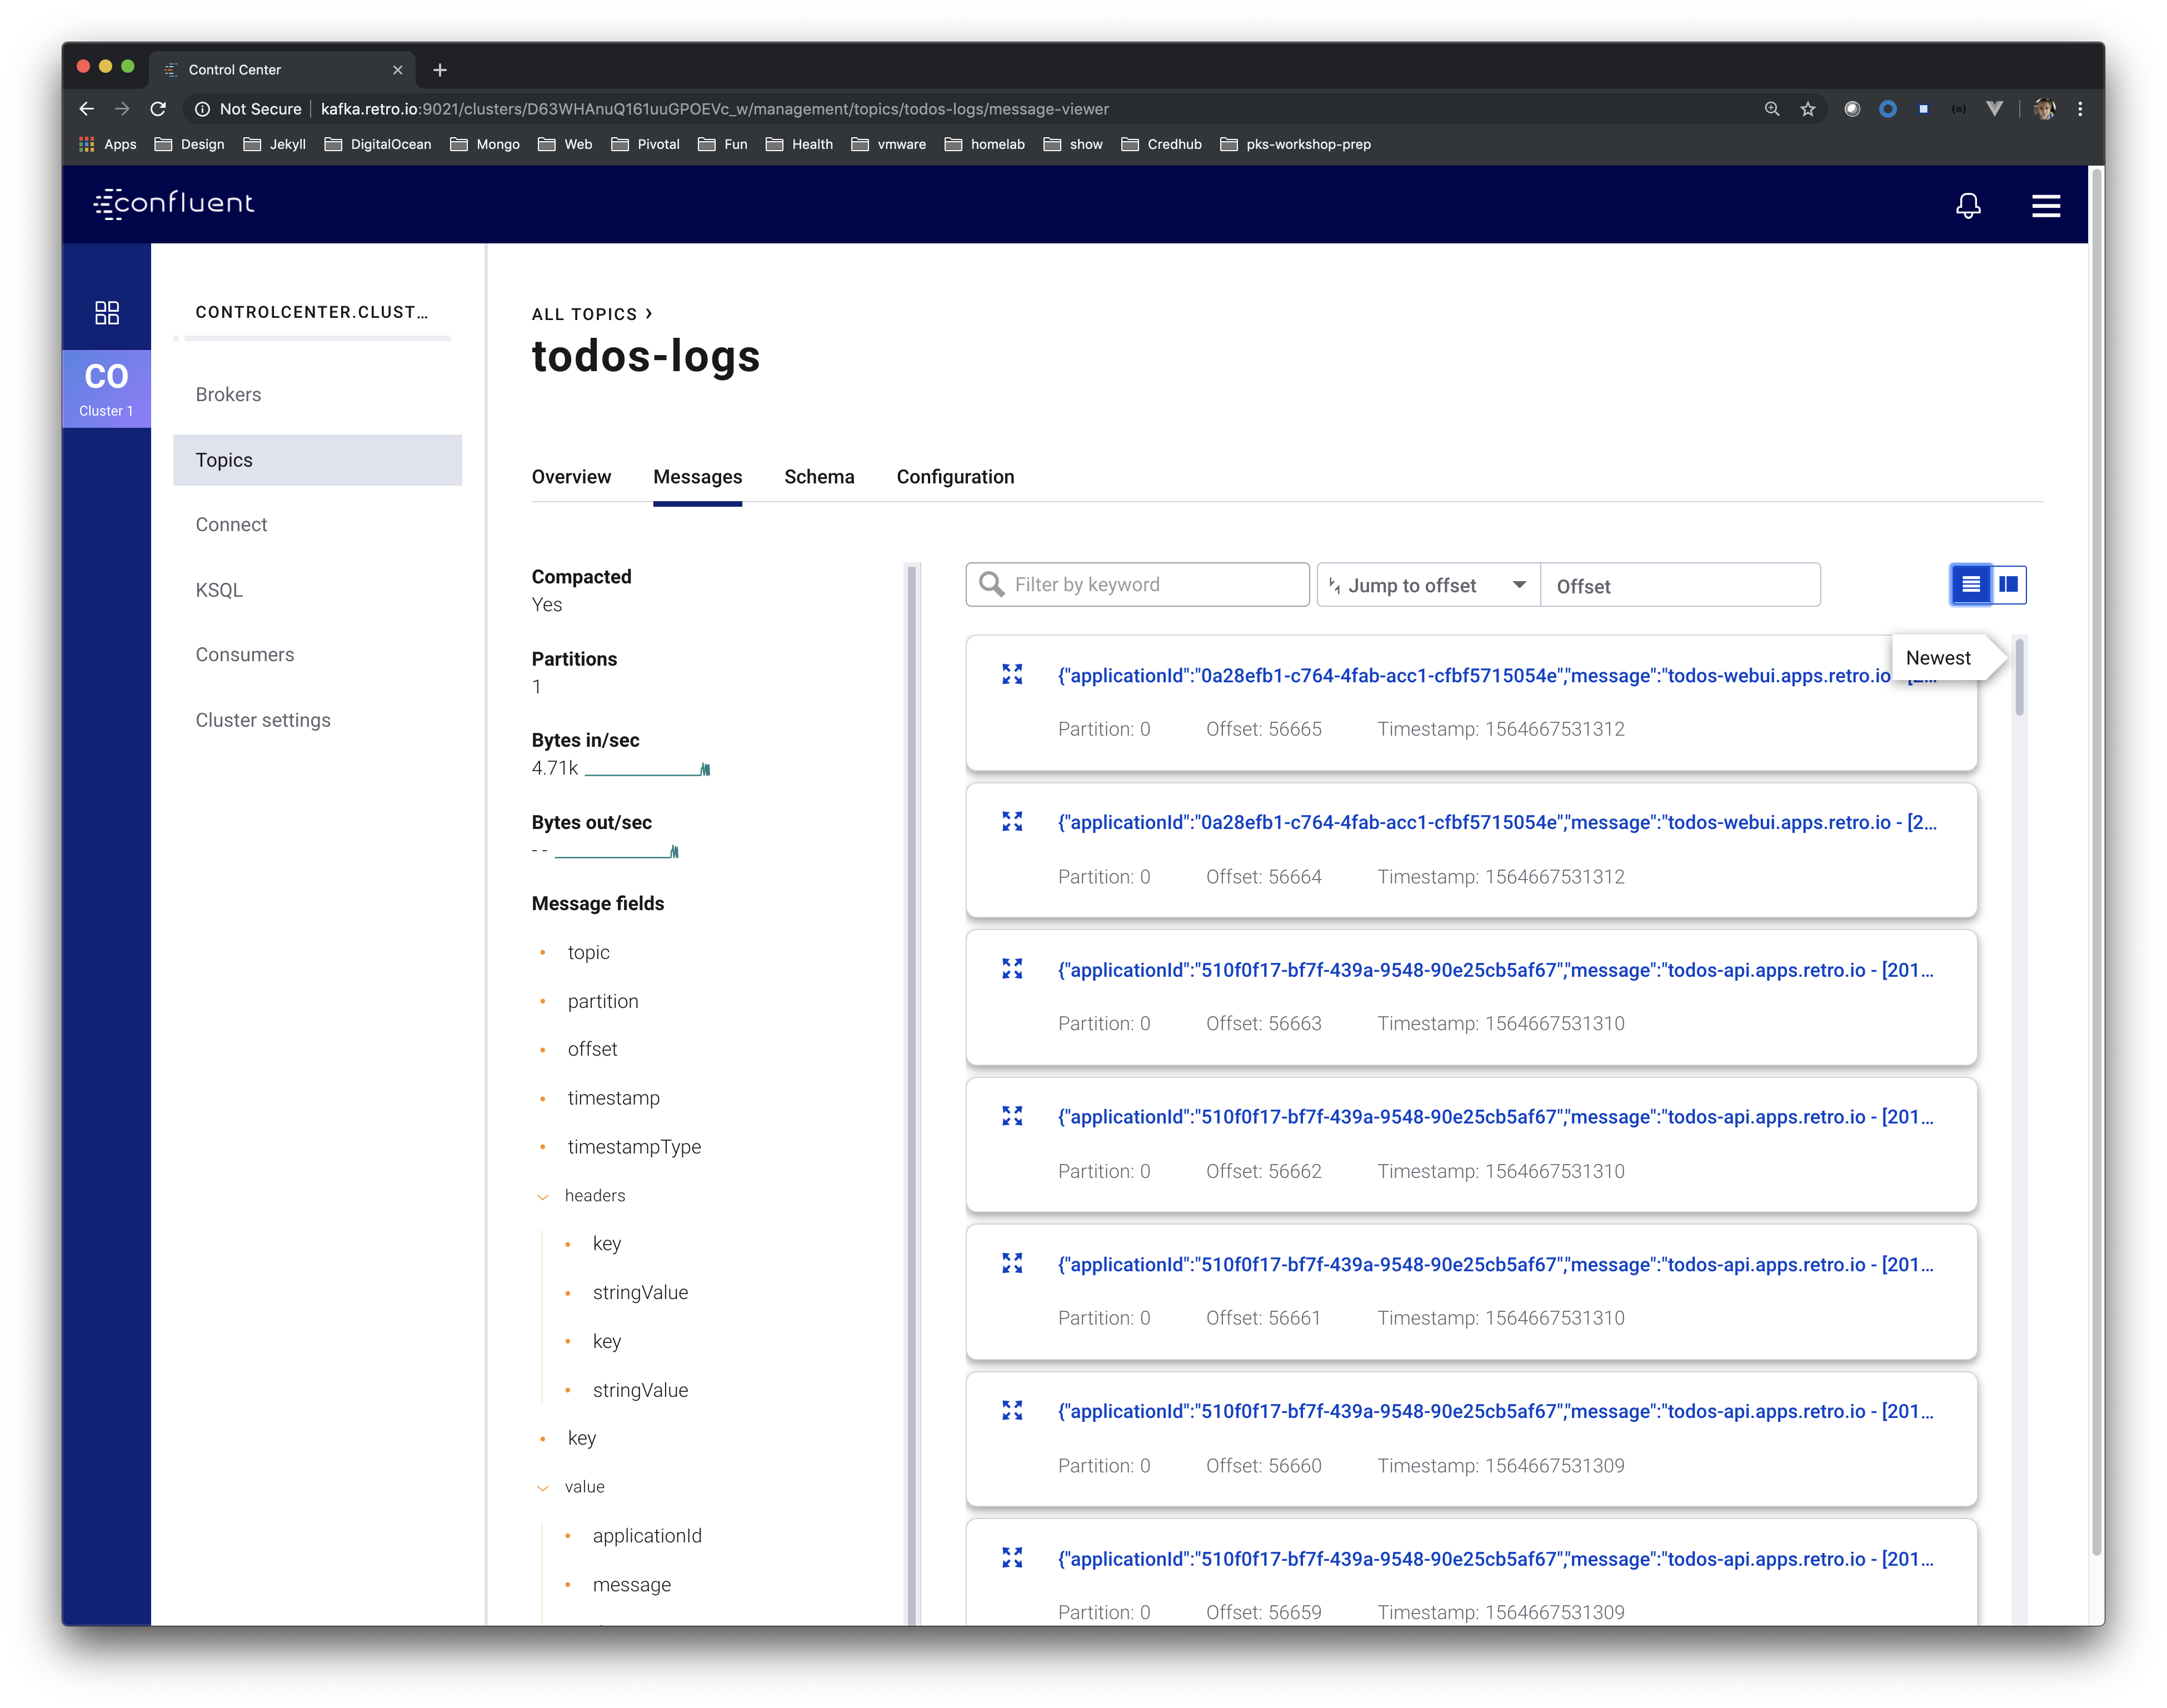 Control Center
Not Secure | kafka.retro.io:9021/clusters/D63WHAnuQ161uuGPOEVc_w/management/topics/todos-logs/message-viewer
Apps Design Jekyll DigitalOcean Mongo Web Pivotal Fun Health vmware homelab show Credhub pks-workshop-prep
confluent
CO
Cluster 1
CONTROLCENTER.CLUST...
Brokers
Topics
Connect
KSQL
Consumers
Cluster settings
ALL TOPICS ›
todos-logs
Overview Messages Schema Configuration
Compacted
Yes
Partitions
1
Bytes in/sec
4.71k
Bytes out/sec
- -
Message fields
topic
partition
offset
timestamp
timestampType
headers
key
stringValue
key
stringValue
key
value
applicationId
message
Filter by keyword Jump to offset Offset
Newest
{"applicationId":"0a28efb1-c764-4fab-acc1-cfbf5715054e","message":"todos-webui.apps.retro.io - [2...
Partition: 0 Offset: 56665 Timestamp: 1564667531312
{"applicationId":"0a28efb1-c764-4fab-acc1-cfbf5715054e","message":"todos-webui.apps.retro.io - [2...
Partition: 0 Offset: 56664 Timestamp: 1564667531312
{"applicationId":"510f0f17-bf7f-439a-9548-90e25cb5af67","message":"todos-api.apps.retro.io - [201...
Partition: 0 Offset: 56663 Timestamp: 1564667531310
{"applicationId":"510f0f17-bf7f-439a-9548-90e25cb5af67","message":"todos-api.apps.retro.io - [201...
Partition: 0 Offset: 56662 Timestamp: 1564667531310
{"applicationId":"510f0f17-bf7f-439a-9548-90e25cb5af67","message":"todos-api.apps.retro.io - [201...
Partition: 0 Offset: 56661 Timestamp: 1564667531310
{"applicationId":"510f0f17-bf7f-439a-9548-90e25cb5af67","message":"todos-api.apps.retro.io - [201...
Partition: 0 Offset: 56660 Timestamp: 1564667531309
{"applicationId":"510f0f17-bf7f-439a-9548-90e25cb5af67","message":"todos-api.apps.retro.io - [201...
Partition: 0 Offset: 56659 Timestamp: 1564667531309